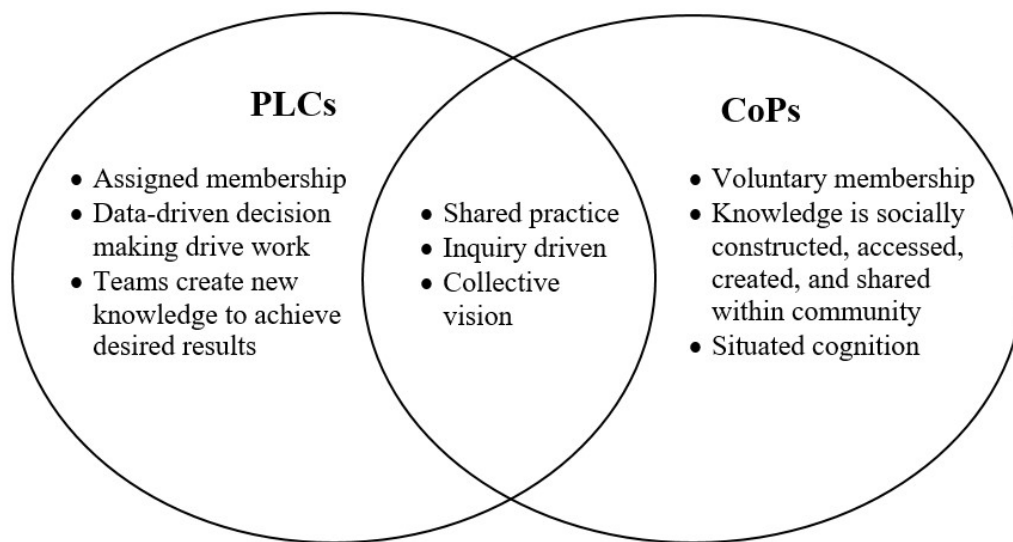 PLCs
• Assigned membership
• Data-driven decision
making drive work
• Teams create new
knowledge to achieve
desired results
• Shared practice
• Inquiry driven
• Collective
vision
CoPs
• Voluntary membership
• Knowledge is socially
constructed, accessed,
created, and shared
within community
• Situated cognition